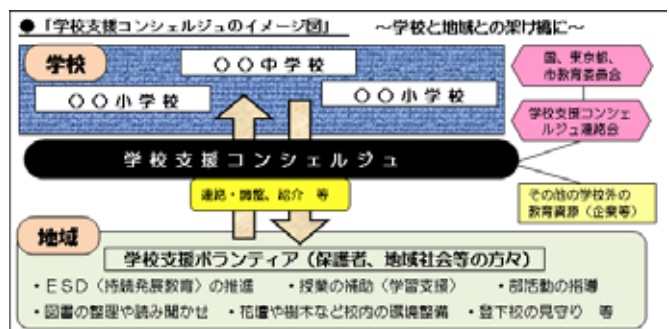 ●「学校支援コンシェルジュのイメージ図」 ～学校と地域との架け橋に～
学校
〇〇中学校
〇〇小学校
〇〇小学校
国、東京都、
市教育委員会
学校支援コンシェ
ルジュ連絡会
学校支援コンシェルジュ
連絡・調整、紹介 等
その他の学校外の
教育資源（企業等）
地域
学校支援ボランティア（保護者、地域社会等の方々）
・ESD（持続発展教育）の推進 ・授業の補助（学習支援） ・部活動の指導
・図書の整理や読み聞かせ ・花壇や樹木など校内の環境整備 ・登下校の見守り 等